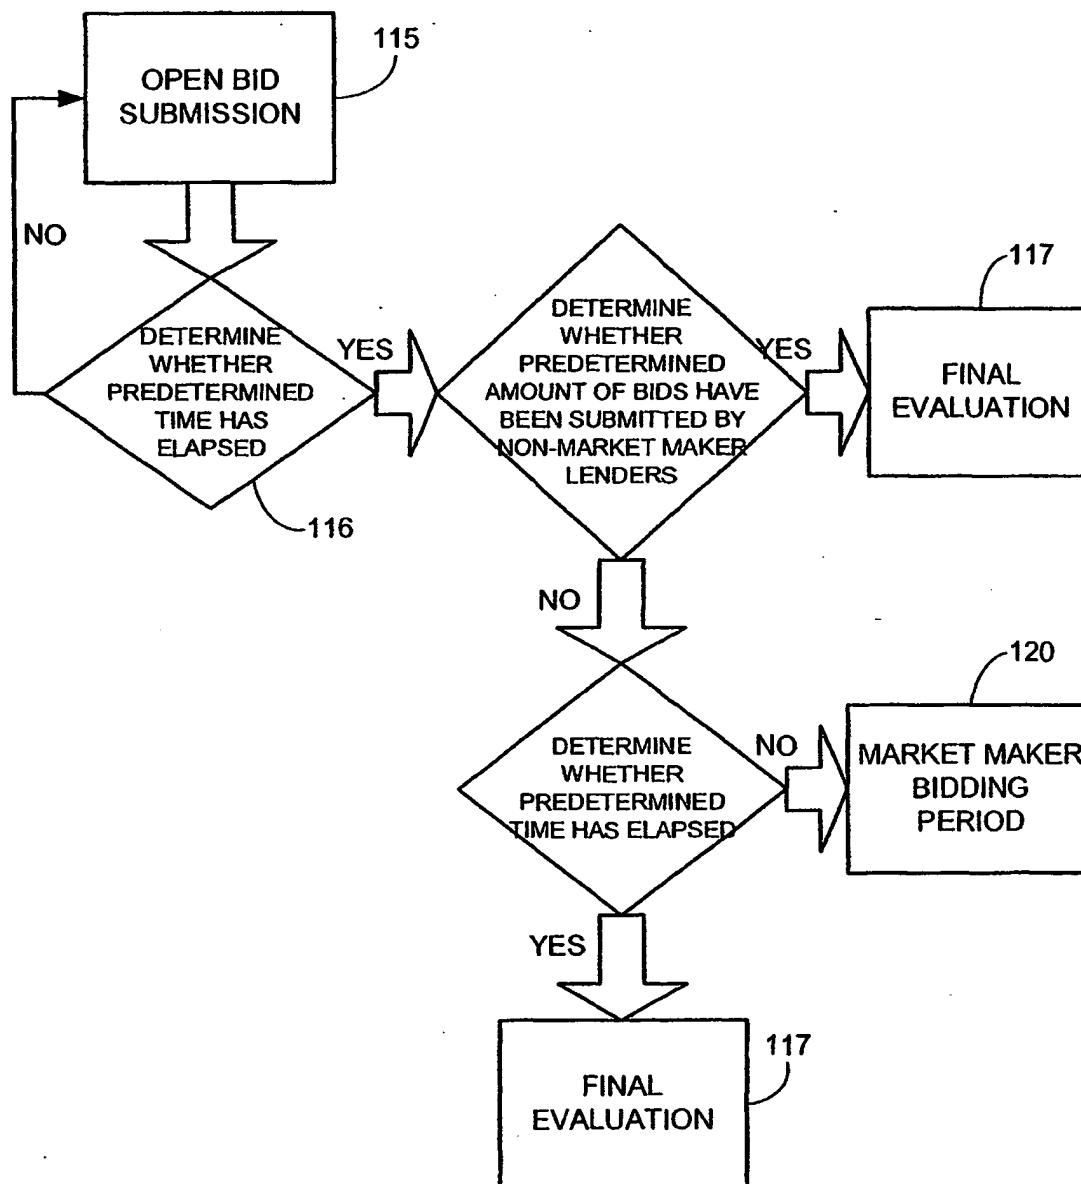 115
OPEN BID
SUBMISSION
NO
117
DETERMINE
WHETHER
PREDETERMINED
TIME HAS
ELAPSED
YES
DETERMINE
WHETHER
PREDETERMINED
AMOUNT OF BIDS HAVE
BEEN SUBMITTED BY
NON-MARKET MAKER
LENDERS
YES
FINAL
EVALUATION
116
NO
120
DETERMINE
WHETHER
PREDETERMINED
TIME HAS ELAPSED
NO
MARKET MAKER
BIDDING
PERIOD
YES
117
FINAL
EVALUATION